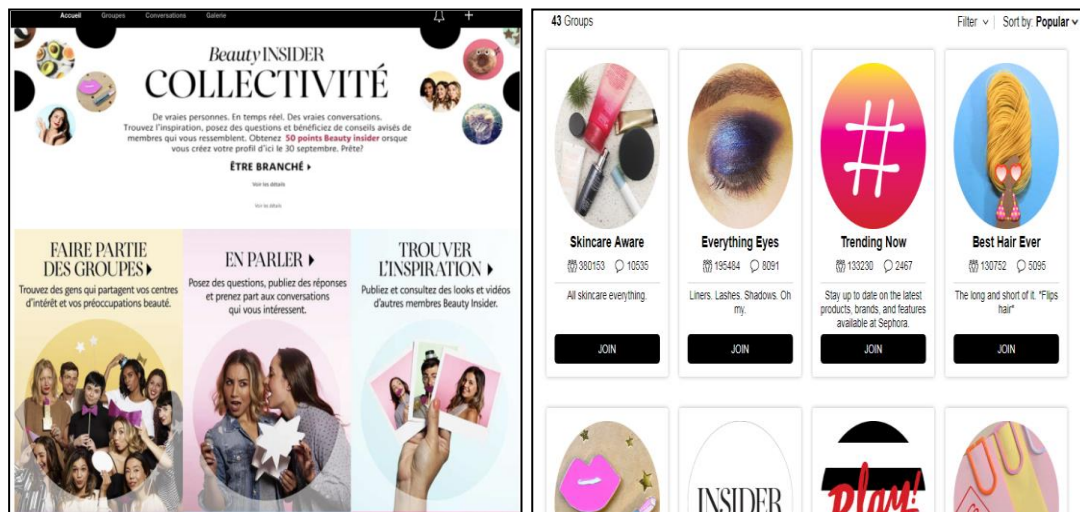 Accueil Groupes Conversations Galerie
Beauty INSIDER
COLLECTIVITÉ
De vraies personnes. En temps réel. Des vraies conversations.
Trouvez l'inspiration, posez des questions et bénéficiez de conseils avisés de
membres qui vous ressemblent. Obtenez 50 points Beauty insider orsque
vous créez votre profil d'ici le 30 septembre. Prête?
ÊTRE BRANCHÉ
Voir les détails
Voir les détails
FAIRE PARTIE
DES GROUPES
Trouvez des gens qui partagent vos centres
d'intérêt et vos préoccupations beauté.
EN PARLER
Posez des questions, publiez des réponses
et prenez part aux conversations
qui vous intéressent.
TROUVER
L'INSPIRATION
Publiez et consultez des looks et vidéos
d'autres membres Beauty Insider.
43 Groups
Filter Sort by: Popular
Skincare Aware
380153 10535
All skincare everything.
JOIN
Everything Eyes
195484 8091
Liners. Lashes. Shadows. Oh
my.
JOIN
#
Trending Now
133230 2467
Stay up to date on the latest
products, brands, and features
available at Sephora.
JOIN
Best Hair Ever
130752 5095
The long and short of it. *Flips
hair*
JOIN
INSIDER
Play!